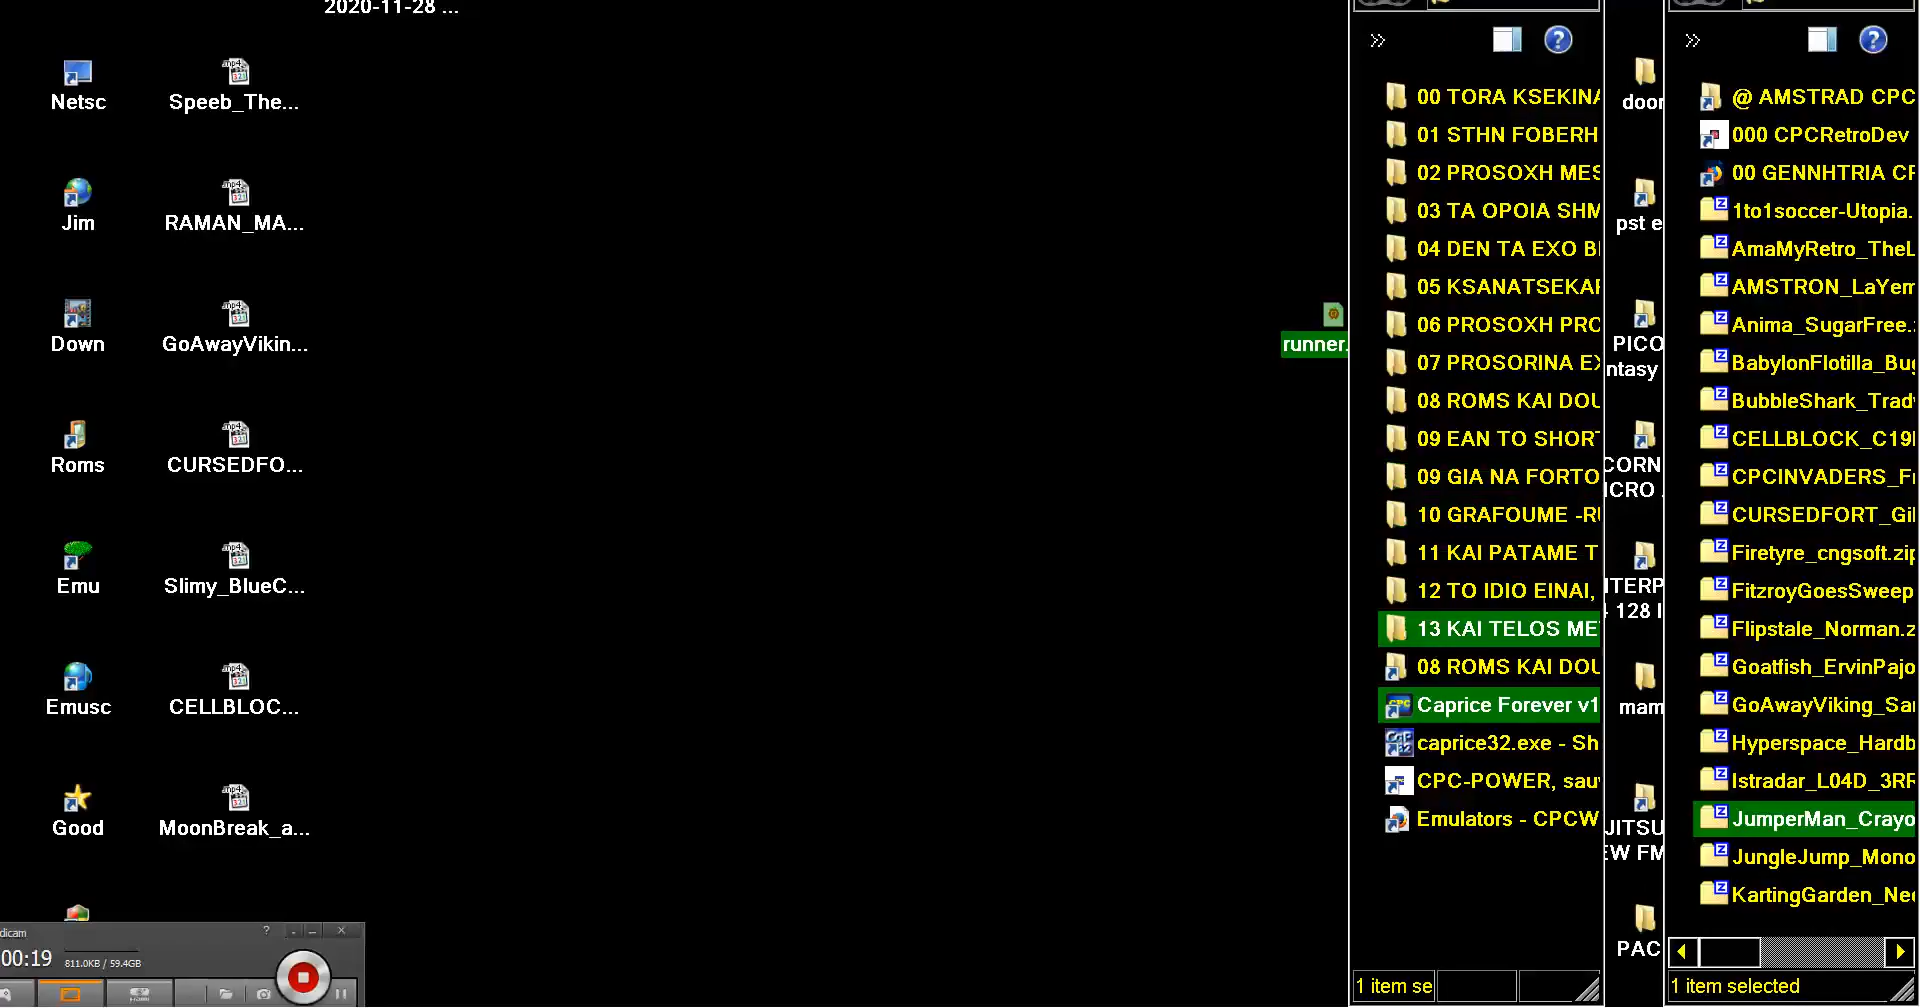 2020-11-28 ...
Netsc
Speeb_The...
Jim
RAMAN_MA...
Down
GoAwayVikin...
Roms
CURSEDFO...
Emu
Slimy_BlueC...
Emusc
CELLBLOC...
Good
MoonBreak_a...
dicam
00:19
811.0KB / 59.4GB
runner.
00 TORA KSEKINA
01 STHN FOBERH
02 PROSOXH MES
03 TA OPOIA SHM
04 DEN TA EXO B
05 KSANATSEKAR
06 PROSOXH PRO
07 PROSORINA EX
08 ROMS KAI DOU
09 EAN TO SHORT
09 GIA NA FORTO
10 GRAFOUME -RU
11 KAI PATAME T
12 TO IDIO EINAI,
13 KAI TELOS ME
08 ROMS KAI DOU
Caprice Forever v1
caprice32.exe - Sh
CPC-POWER, sau
Emulators - CPCW
1 item se
door
pst e
PICO
ntasy
CORN
ICRO
ITERP
128
mam
JITSU
EW FM
PAC
@ AMSTRAD CPC
000 CPCRetroDev
00 GENNHTRIA CP
1to1soccer-Utopia.
AmaMyRetro_TheL
AMSTRON_LaYem
Anima_SugarFree.
BabylonFlotilla_Bug
BubbleShark_Trad
CELLBLOCK_C19
CPCINVADERS_Fr
CURSEDFORT_Gil
Firetyre_cngsoft.zip
FitzroyGoesSweep
Flipstale_Norman.z
Goatfish_ErvinPajo
GoAwayViking_Sa
Hyperspace_Hardb
Istradar_L04D_3RR
JumperMan_Crayo
JungleJump_Mono
KartingGarden_Ne
1 item selected